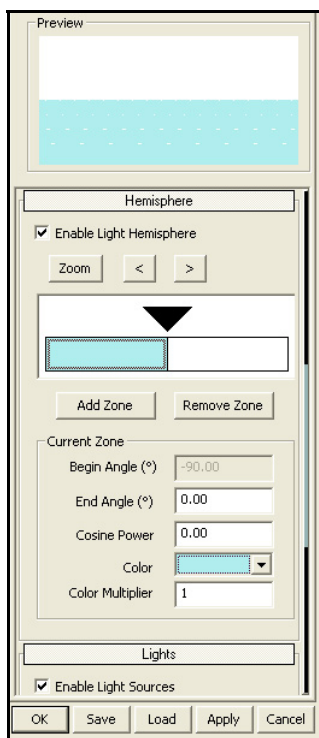 Preview
Hemisphere
Enable Light Hemisphere
Zoom < >
Add Zone Remove Zone
Current Zone
Begin Angle (°) -90.00
End Angle (°) 0.00
Cosine Power 0.00
Color
Color Multiplier 1
Lights
Enable Light Sources
OK Save Load Apply Cancel